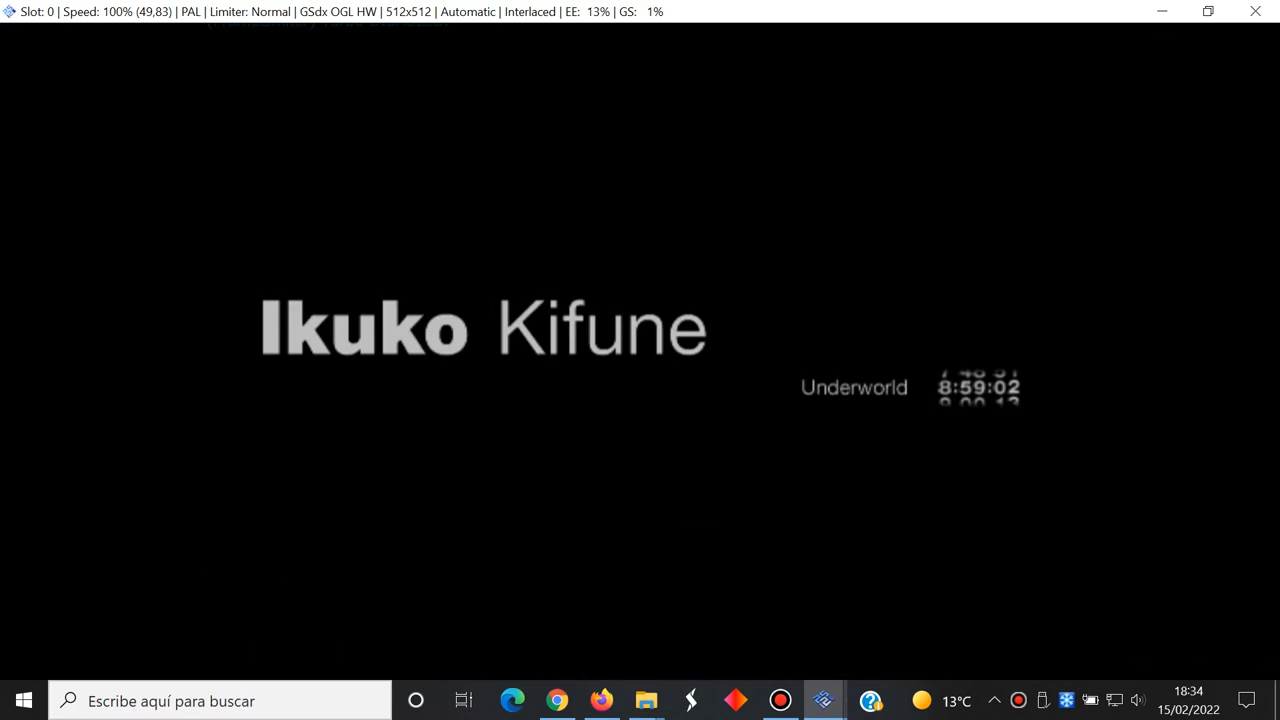 Slot: 0 | Speed: 100% (49,83) | PAL | Limiter: Normal | GSdx OGL HW | 512x512 | Automatic | Interlaced | EE: 13% | GS: 1%
Ikuko Kifune
Underworld 8:59:02
Escribe aquí para buscar
13°C
18:34
15/02/2022